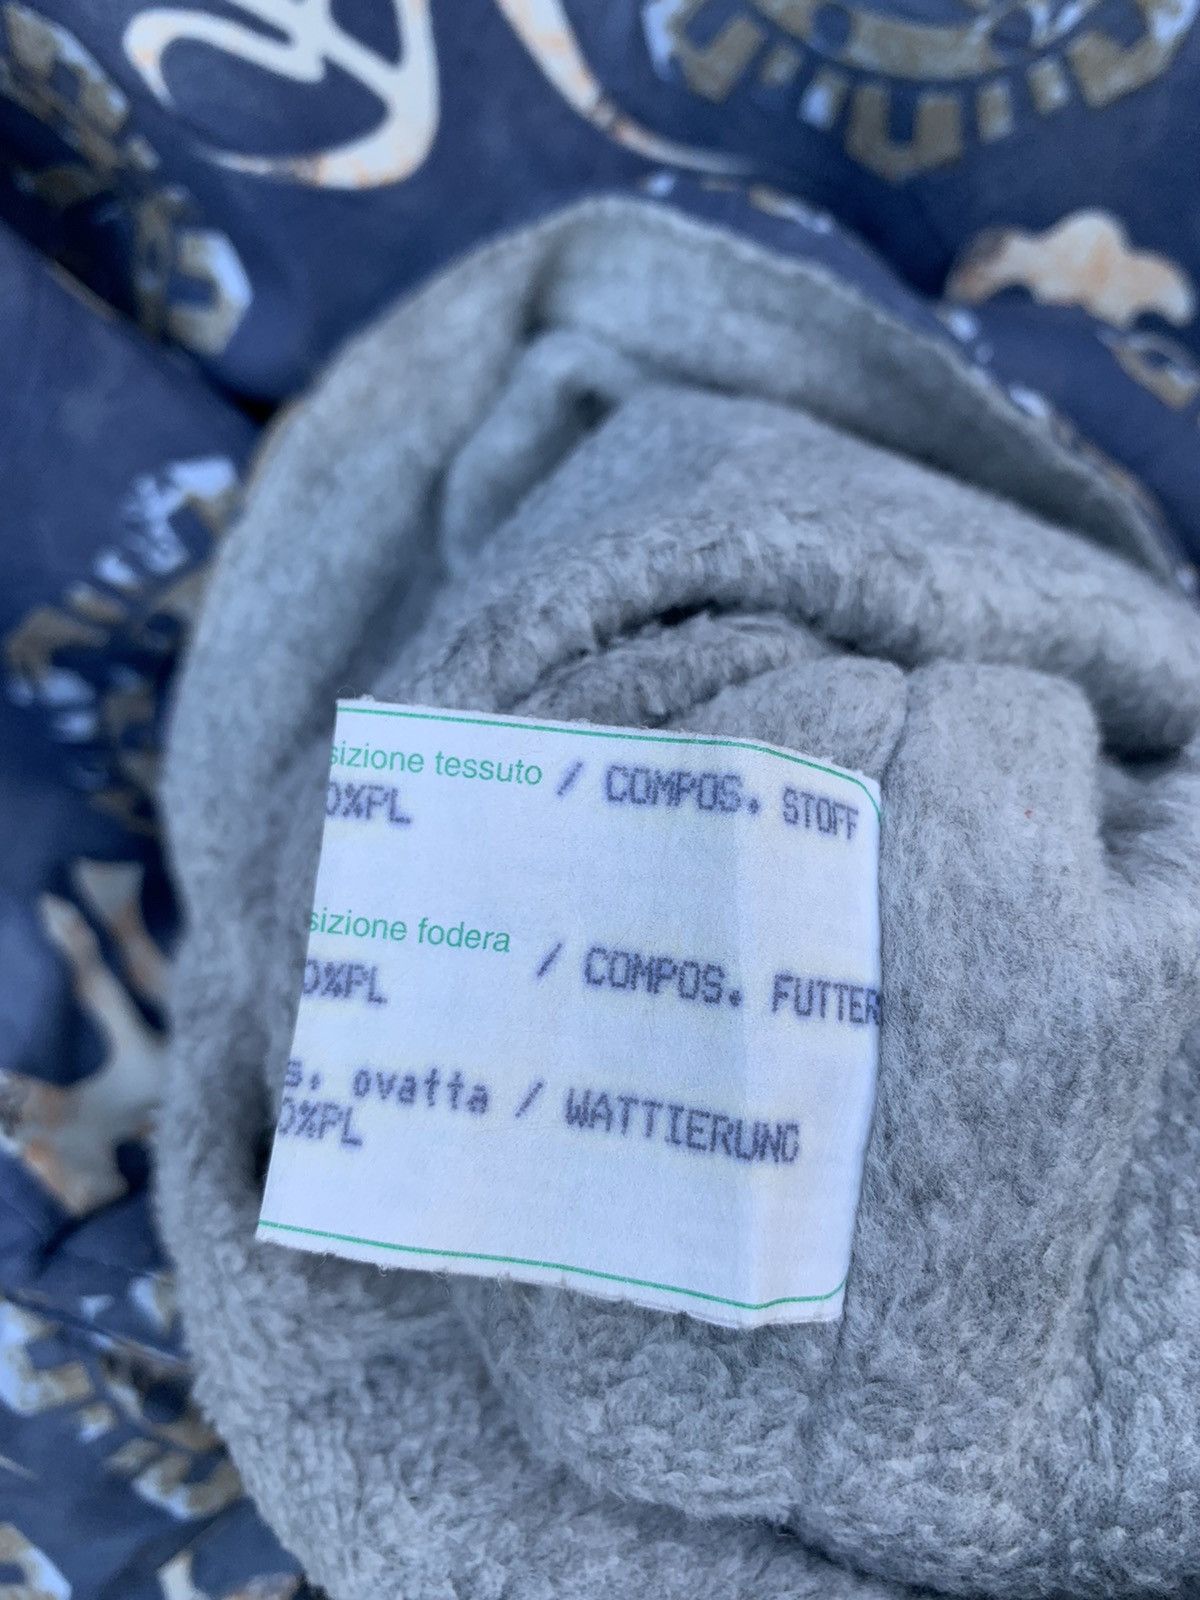 sizione tessuto / COMPOS. STOFF
0%PL
sizione fodera / COMPOS. FUTTER
0%PL
s. ovatta / WATTIERUNG
0%PL